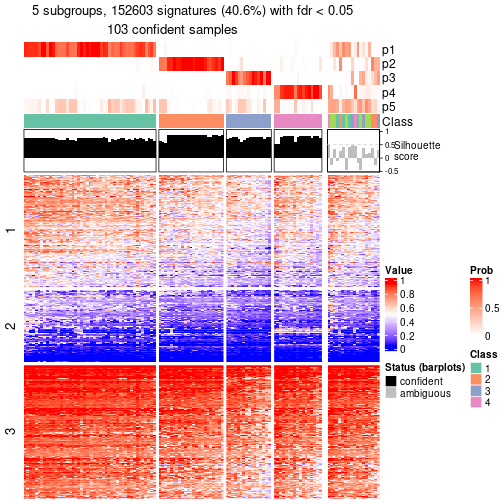 5 subgroups, 152603 signatures (40.6%) with fdr < 0.05
103 confident samples
p1
p2
p3
p4
p5
Class
1
0.5
0
-0.5
Silhouette
score
1
2
3
Value
1
0.8
0.6
0.4
0.2
0
Status (barplots)
confident
ambiguous
Prob
1
0.5
0
Class
1
2
3
4